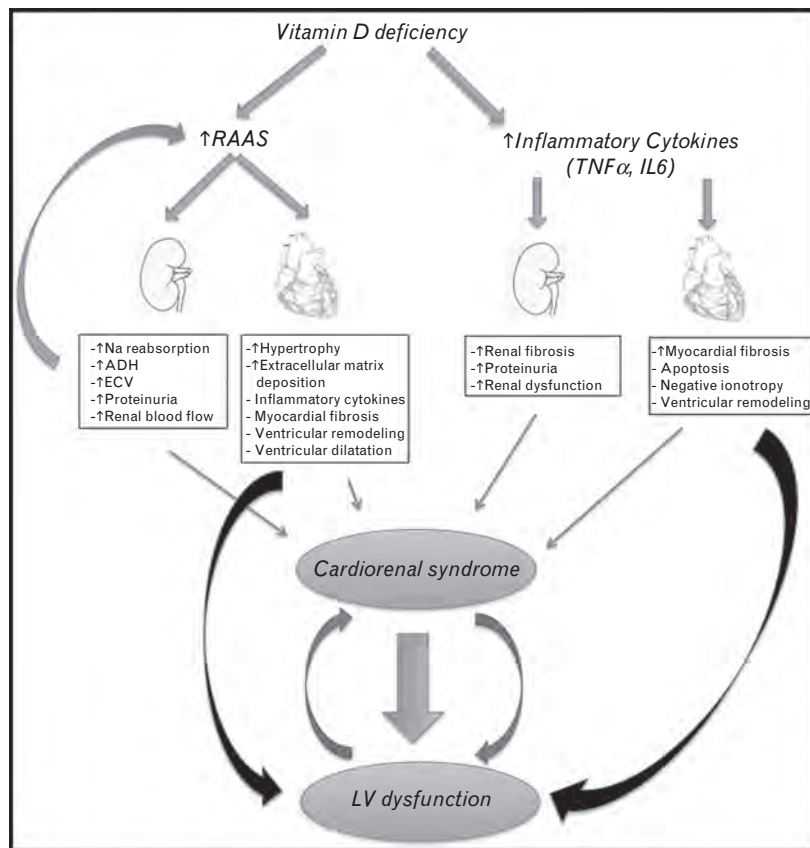 Vitamin D deficiency
↑RAAS
↑Inflammatory Cytokines
(TNFα, IL6)
-↑Na reabsorption
-↑ADH
-↑ECV
-↑Proteinuria
-↑Renal blood flow
-↑Hypertrophy
-↑Extracellular matrix
deposition
- Inflammatory cytokines
- Myocardial fibrosis
- Ventricular remodeling
- Ventricular dilatation
-↑Renal fibrosis
-↑Proteinuria
-↑Renal dysfunction
-↑Myocardial fibrosis
- Apoptosis
- Negative ionotropy
- Ventricular remodeling
Cardiorenal syndrome
LV dysfunction